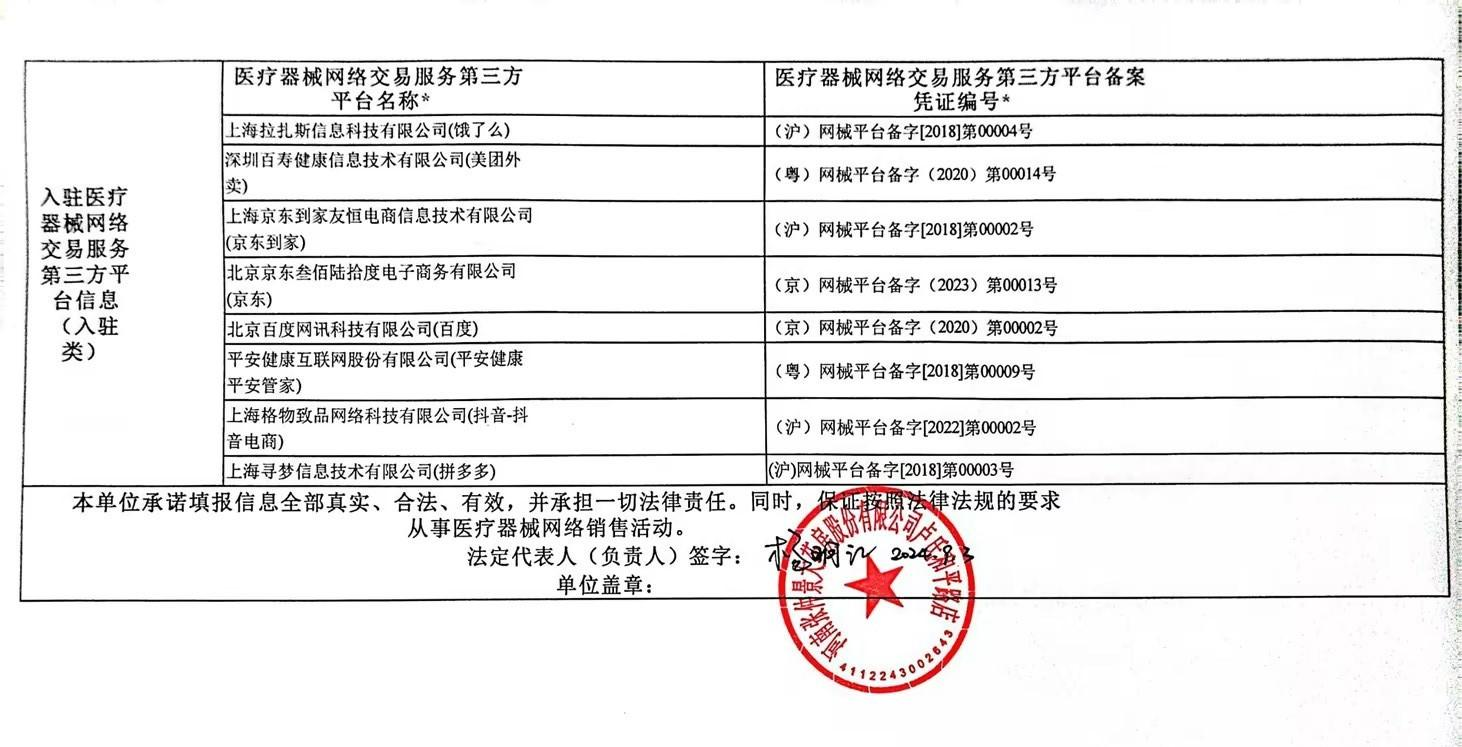 医疗器械网络交易服务第三方
平台名称*
医疗器械网络交易服务第三方平台备案
凭证编号*
入驻医疗
器械网络
交易服务
第三方平
台信息
（入驻
类）
上海拉扎斯信息科技有限公司(饿了么)
（沪）网械平台备字[2018]第00004号
深圳百寿健康信息技术有限公司(美团外
卖)
（粤）网械平台备字（2020）第00014号
上海京东到家友恒电商信息技术有限公司
(京东到家)
（沪）网械平台备字[2018]第00002号
北京京东叁佰陆拾度电子商务有限公司
(京东)
（京）网械平台备字（2023）第00013号
北京百度网讯科技有限公司(百度)
（京）网械平台备字（2020）第00002号
平安健康互联网股份有限公司(平安健康
平安管家)
（粤）网械平台备字[2018]第00009号
上海格物致品网络科技有限公司(抖音-抖
音电商)
（沪）网械平台备字[2022]第00002号
上海寻梦信息技术有限公司(拼多多)
(沪)网械平台备字[2018]第00003号
本单位承诺填报信息全部真实、合法、有效，并承担一切法律责任。同时，保证按照法律法规的要求
从事医疗器械网络销售活动。
法定代表人（负责人）签字：
单位盖章：
河南张仲景大药房股份有限公司卢氏和平路店
4112243002643